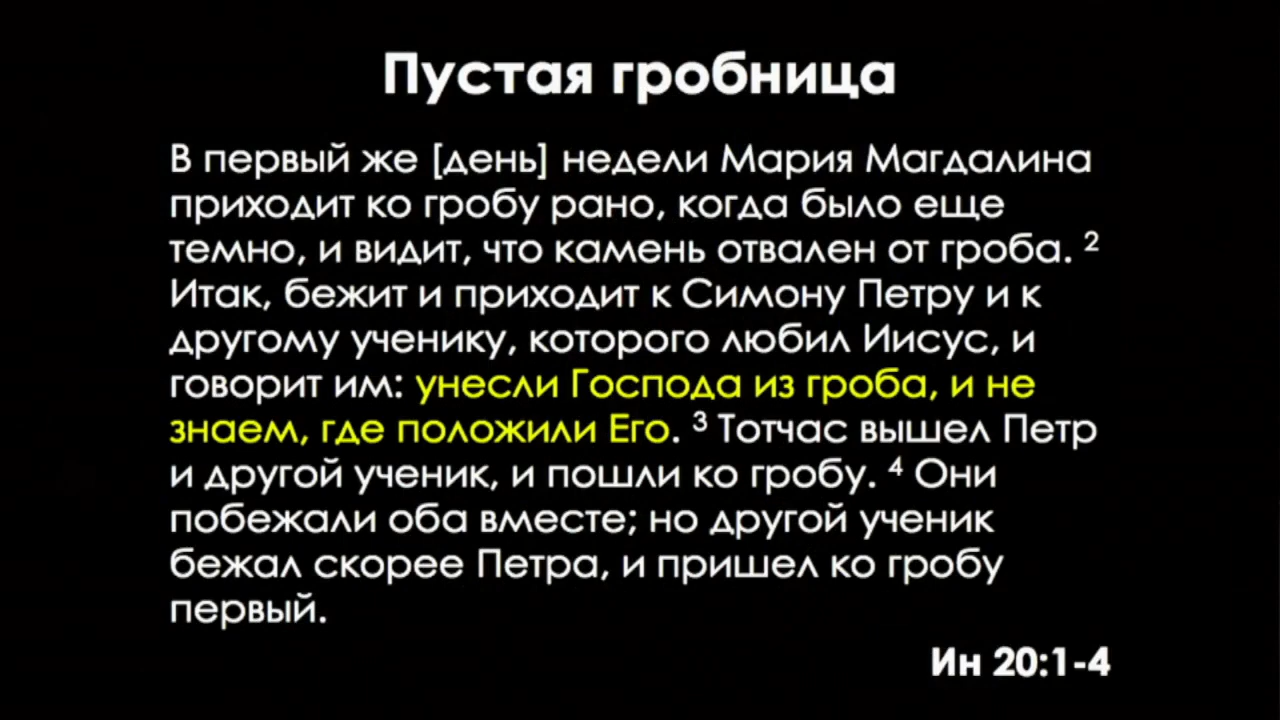 Пустая гробница
В первый же [день] недели Мария Магдалина
приходит ко гробу рано, когда было еще
темно, и видит, что камень отвален от гроба. ²
Итак, бежит и приходит к Симону Петру и к
другому ученику, которого любил Иисус, и
говорит им: унесли Господа из гроба, и не
знаем, где положили Его. ³ Тотчас вышел Петр
и другой ученик, и пошли ко гробу. ⁴ Они
побежали оба вместе; но другой ученик
бежал скорее Петра, и пришел ко гробу
первый.
Ин 20:1-4